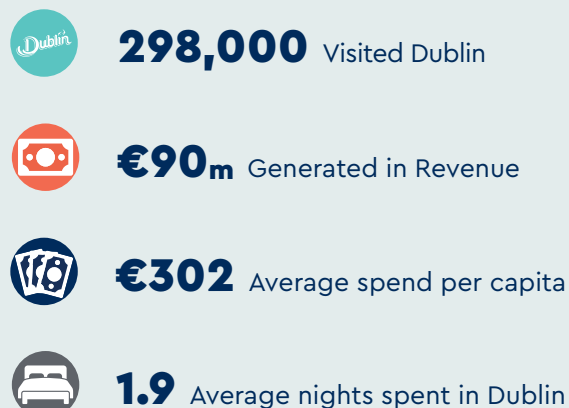 Dublin
298,000 Visited Dublin
€90m Generated in Revenue
€302 Average spend per capita
1.9 Average nights spent in Dublin